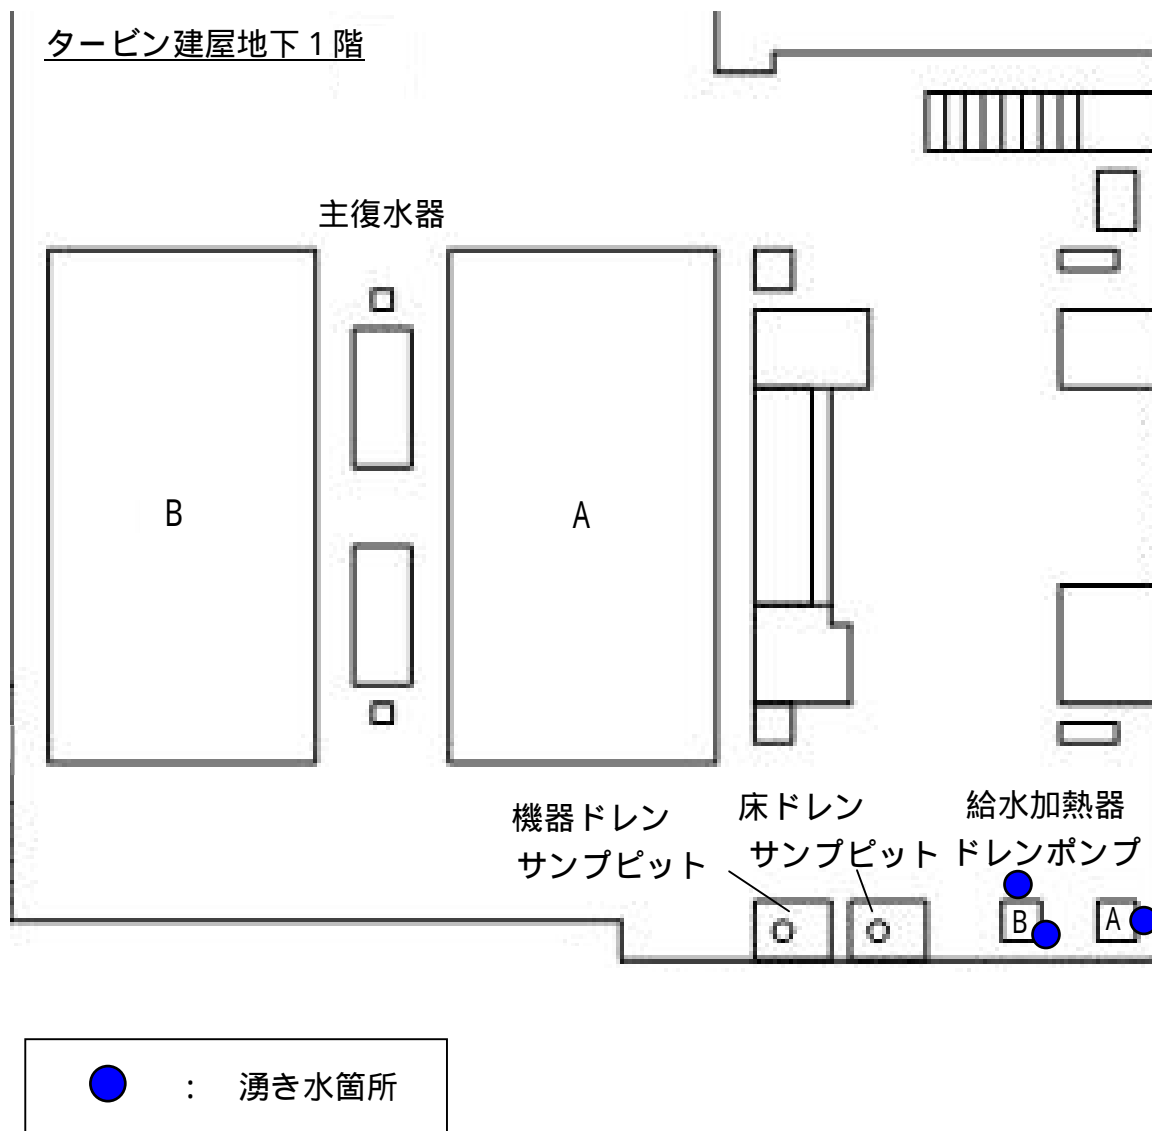 タービン建屋地下1階
主復水器
B
A
機器ドレン
サンプピット
床ドレン
サンプピット
給水加熱器
ドレンポンプ
B
A
： 湧き水箇所